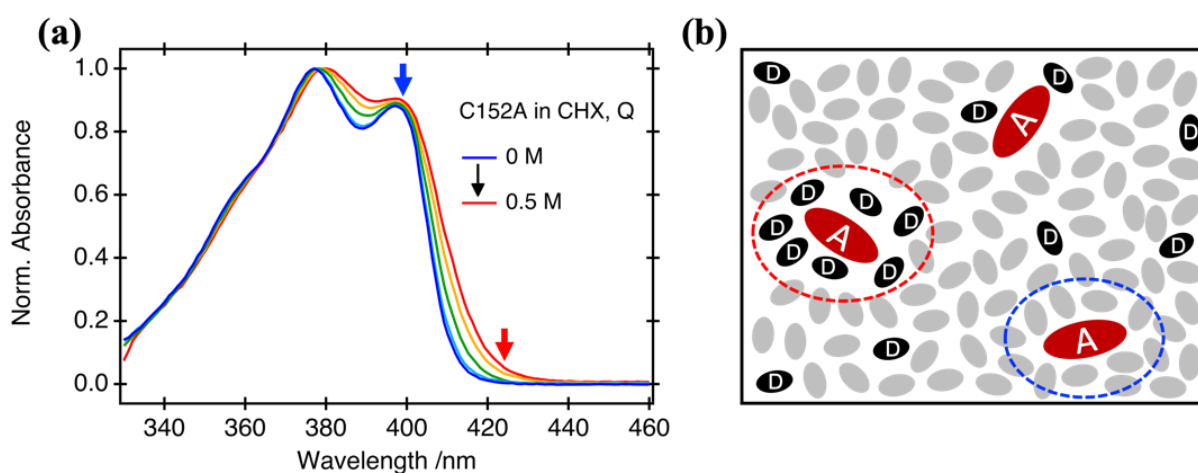 (a)
Norm. Absorbance
1.0
0.8
0.6
0.4
0.2
0.0
C152A in CHX, Q
0 M
0.5 M
340 360 380 400 420 440 460
Wavelength /nm
(b)
D
D
D
A
D
D
D
D
D
A
D
D
D
D
D
A
D
D